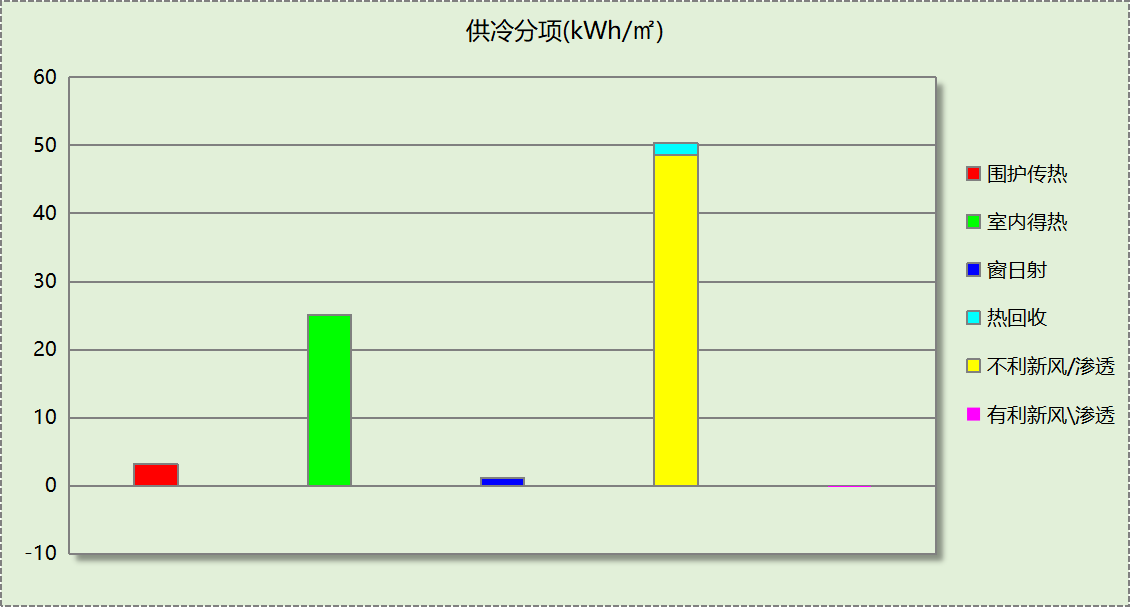 供冷分项(kWh/㎡)
60
50
40
30
20
10
0
-10
围护传热
室内得热
窗日射
热回收
不利新风/渗透
有利新风\渗透